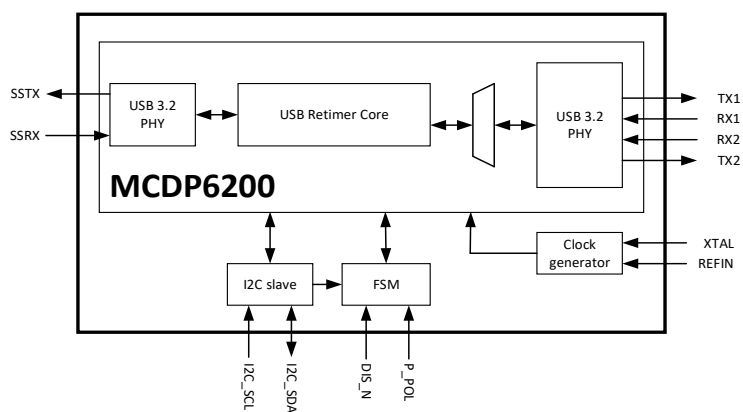 SSTX
SSRX
USB 3.2
PHY
USB Retimer Core
USB 3.2
PHY
TX1
RX1
RX2
TX2
MCDP6200
Clock
generator
XTAL
REFIN
I2C slave
FSM
I2C_SCL
I2C_SDA
DIS_N
P_POL